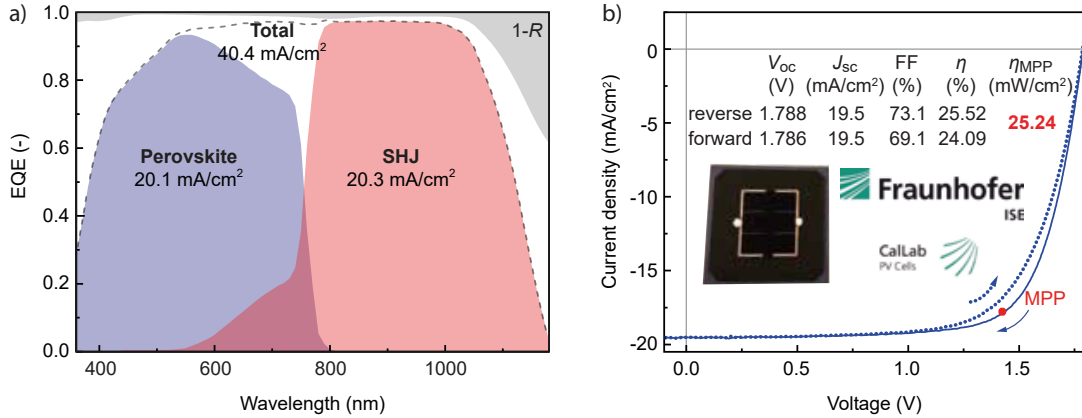 a)
1.0
0.8
0.6
0.4
0.2
0.0
EQE (-)
Total
40.4 mA/cm²
1-R
Perovskite
20.1 mA/cm²
SHJ
20.3 mA/cm²
400 600 800 1000
Wavelength (nm)
b)
0
-5
-10
-15
-20
Current density (mA/cm²)
Voc Jsc FF η ηMPP
(V) (mA/cm²) (%) (%) (mW/cm²)
reverse 1.788 19.5 73.1 25.52 25.24
forward 1.786 19.5 69.1 24.09
Fraunhofer
ISE
CalLab
PV Cells
MPP
0.0 0.5 1.0 1.5
Voltage (V)